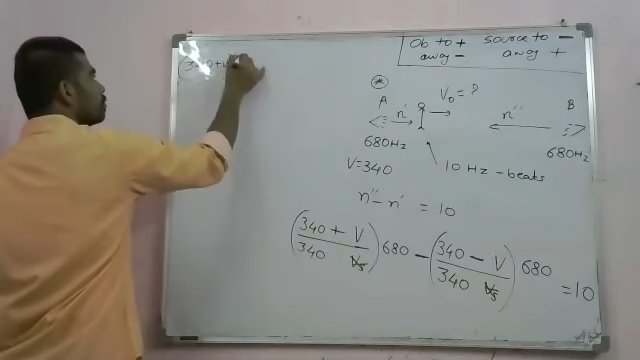 Ob to + source to −
away − away +
(340+V
* V₀ = ?
A n' n'' B
680Hz 680Hz
V=340 10 Hz - beats
n'' − n' = 10
((340 + V)/(340 V̶s̶)) 680 − ((340 − V)/(340 V̶s̶)) 680 = 10